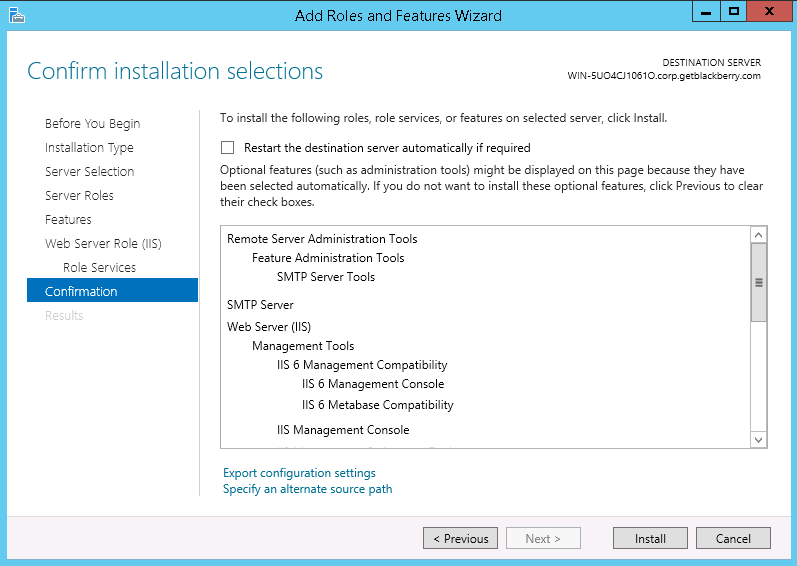 Add Roles and Features Wizard
Confirm installation selections
DESTINATION SERVER
WIN-5UO4CJ1061O.corp.getblackberry.com
Before You Begin
Installation Type
Server Selection
Server Roles
Features
Web Server Role (IIS)
Role Services
Confirmation
Results
To install the following roles, role services, or features on selected server, click Install.
Restart the destination server automatically if required
Optional features (such as administration tools) might be displayed on this page because they have
been selected automatically. If you do not want to install these optional features, click Previous to clear
their check boxes.
Remote Server Administration Tools
Feature Administration Tools
SMTP Server Tools
SMTP Server
Web Server (IIS)
Management Tools
IIS 6 Management Compatibility
IIS 6 Management Console
IIS 6 Metabase Compatibility
IIS Management Console
Export configuration settings
Specify an alternate source path
< Previous
Next >
Install
Cancel